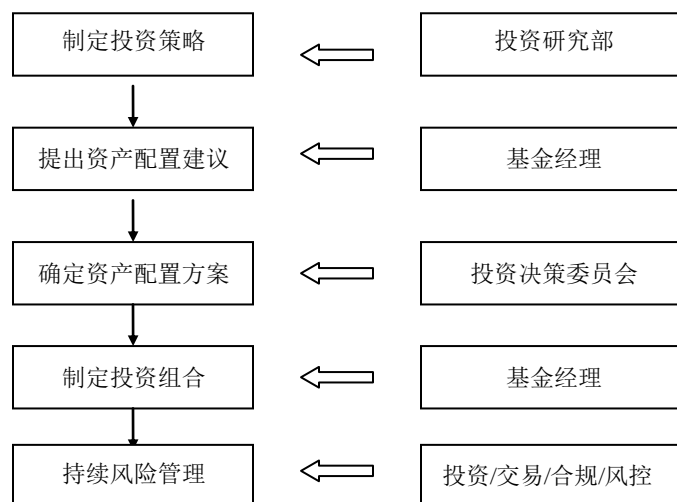 制定投资策略
投资研究部
提出资产配置建议
基金经理
确定资产配置方案
投资决策委员会
制定投资组合
基金经理
持续风险管理
投资/交易/合规/风控